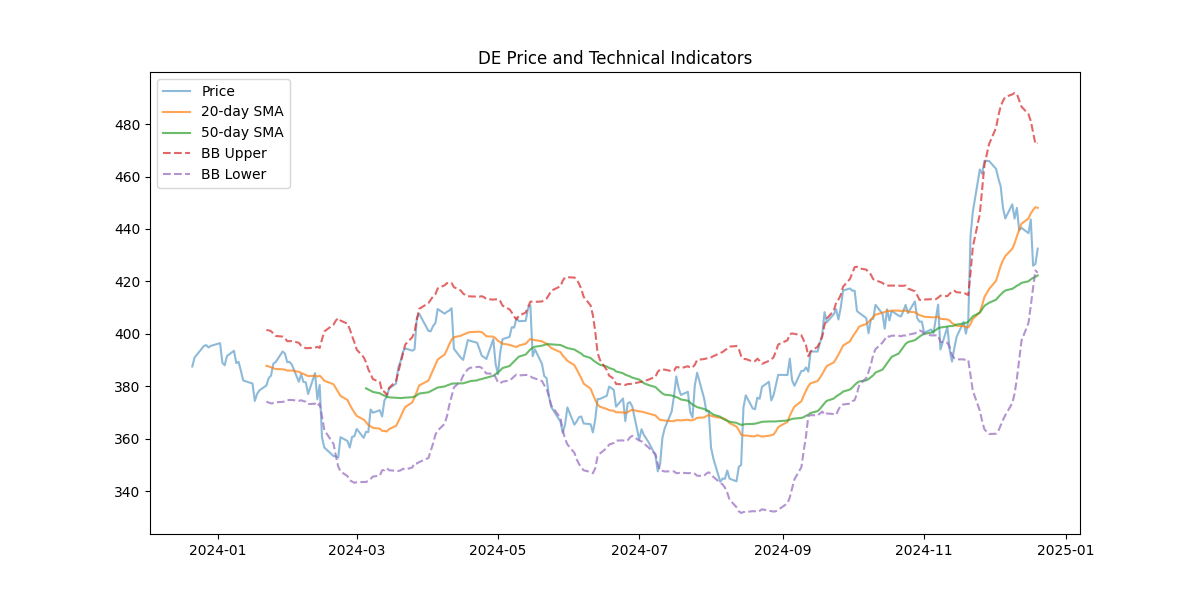 DE Price and Technical Indicators
Price
20-day SMA
50-day SMA
BB Upper
BB Lower
480
460
440
420
400
380
360
340
2024-01 2024-03 2024-05 2024-07 2024-09 2024-11 2025-01